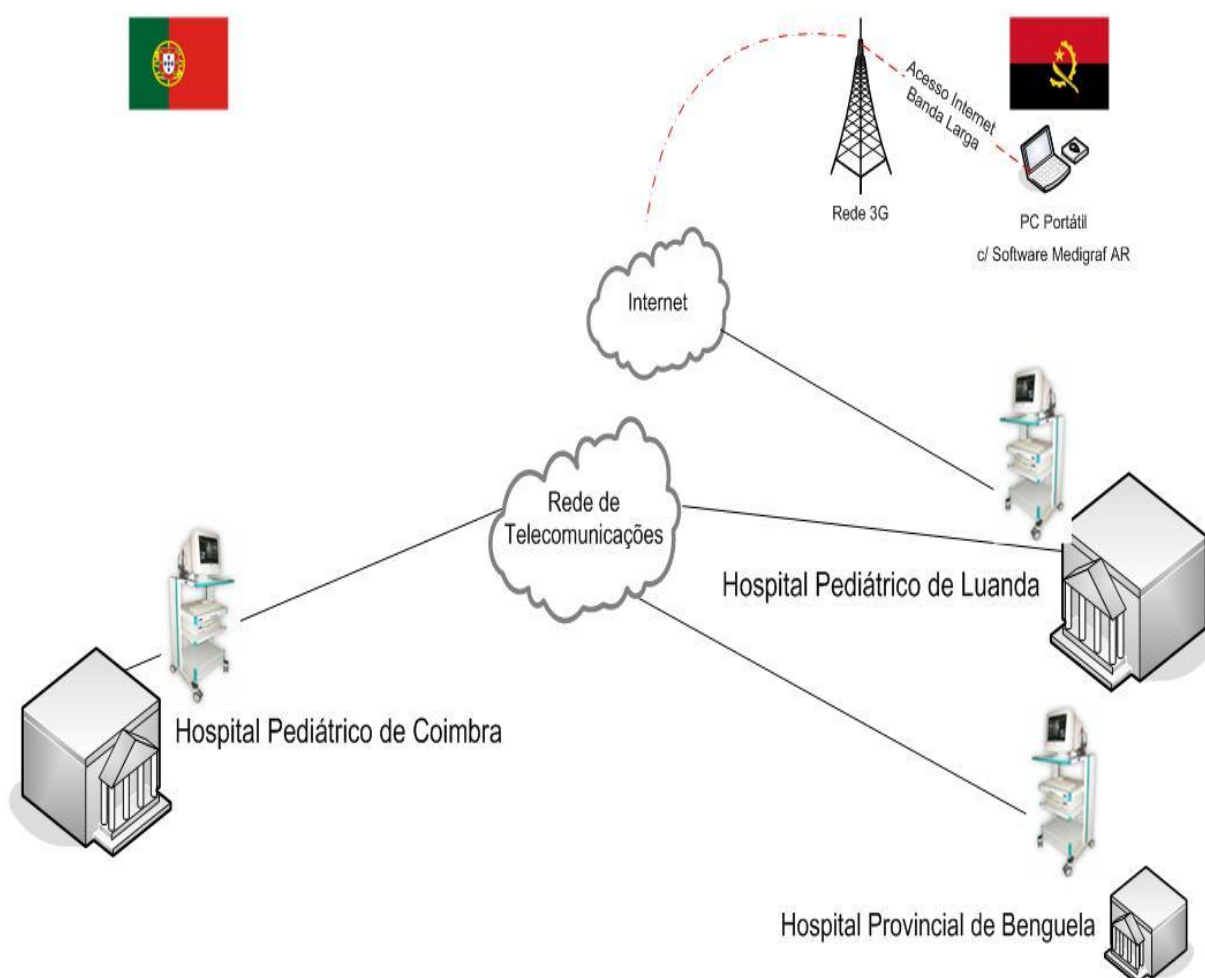 Acesso Internet
Banda Larga
Rede 3G
PC Portátil
c/ Software Medigraf AR
Internet
Rede de
Telecomunicações
Hospital Pediátrico de Luanda
Hospital Pediátrico de Coimbra
Hospital Provincial de Benguela